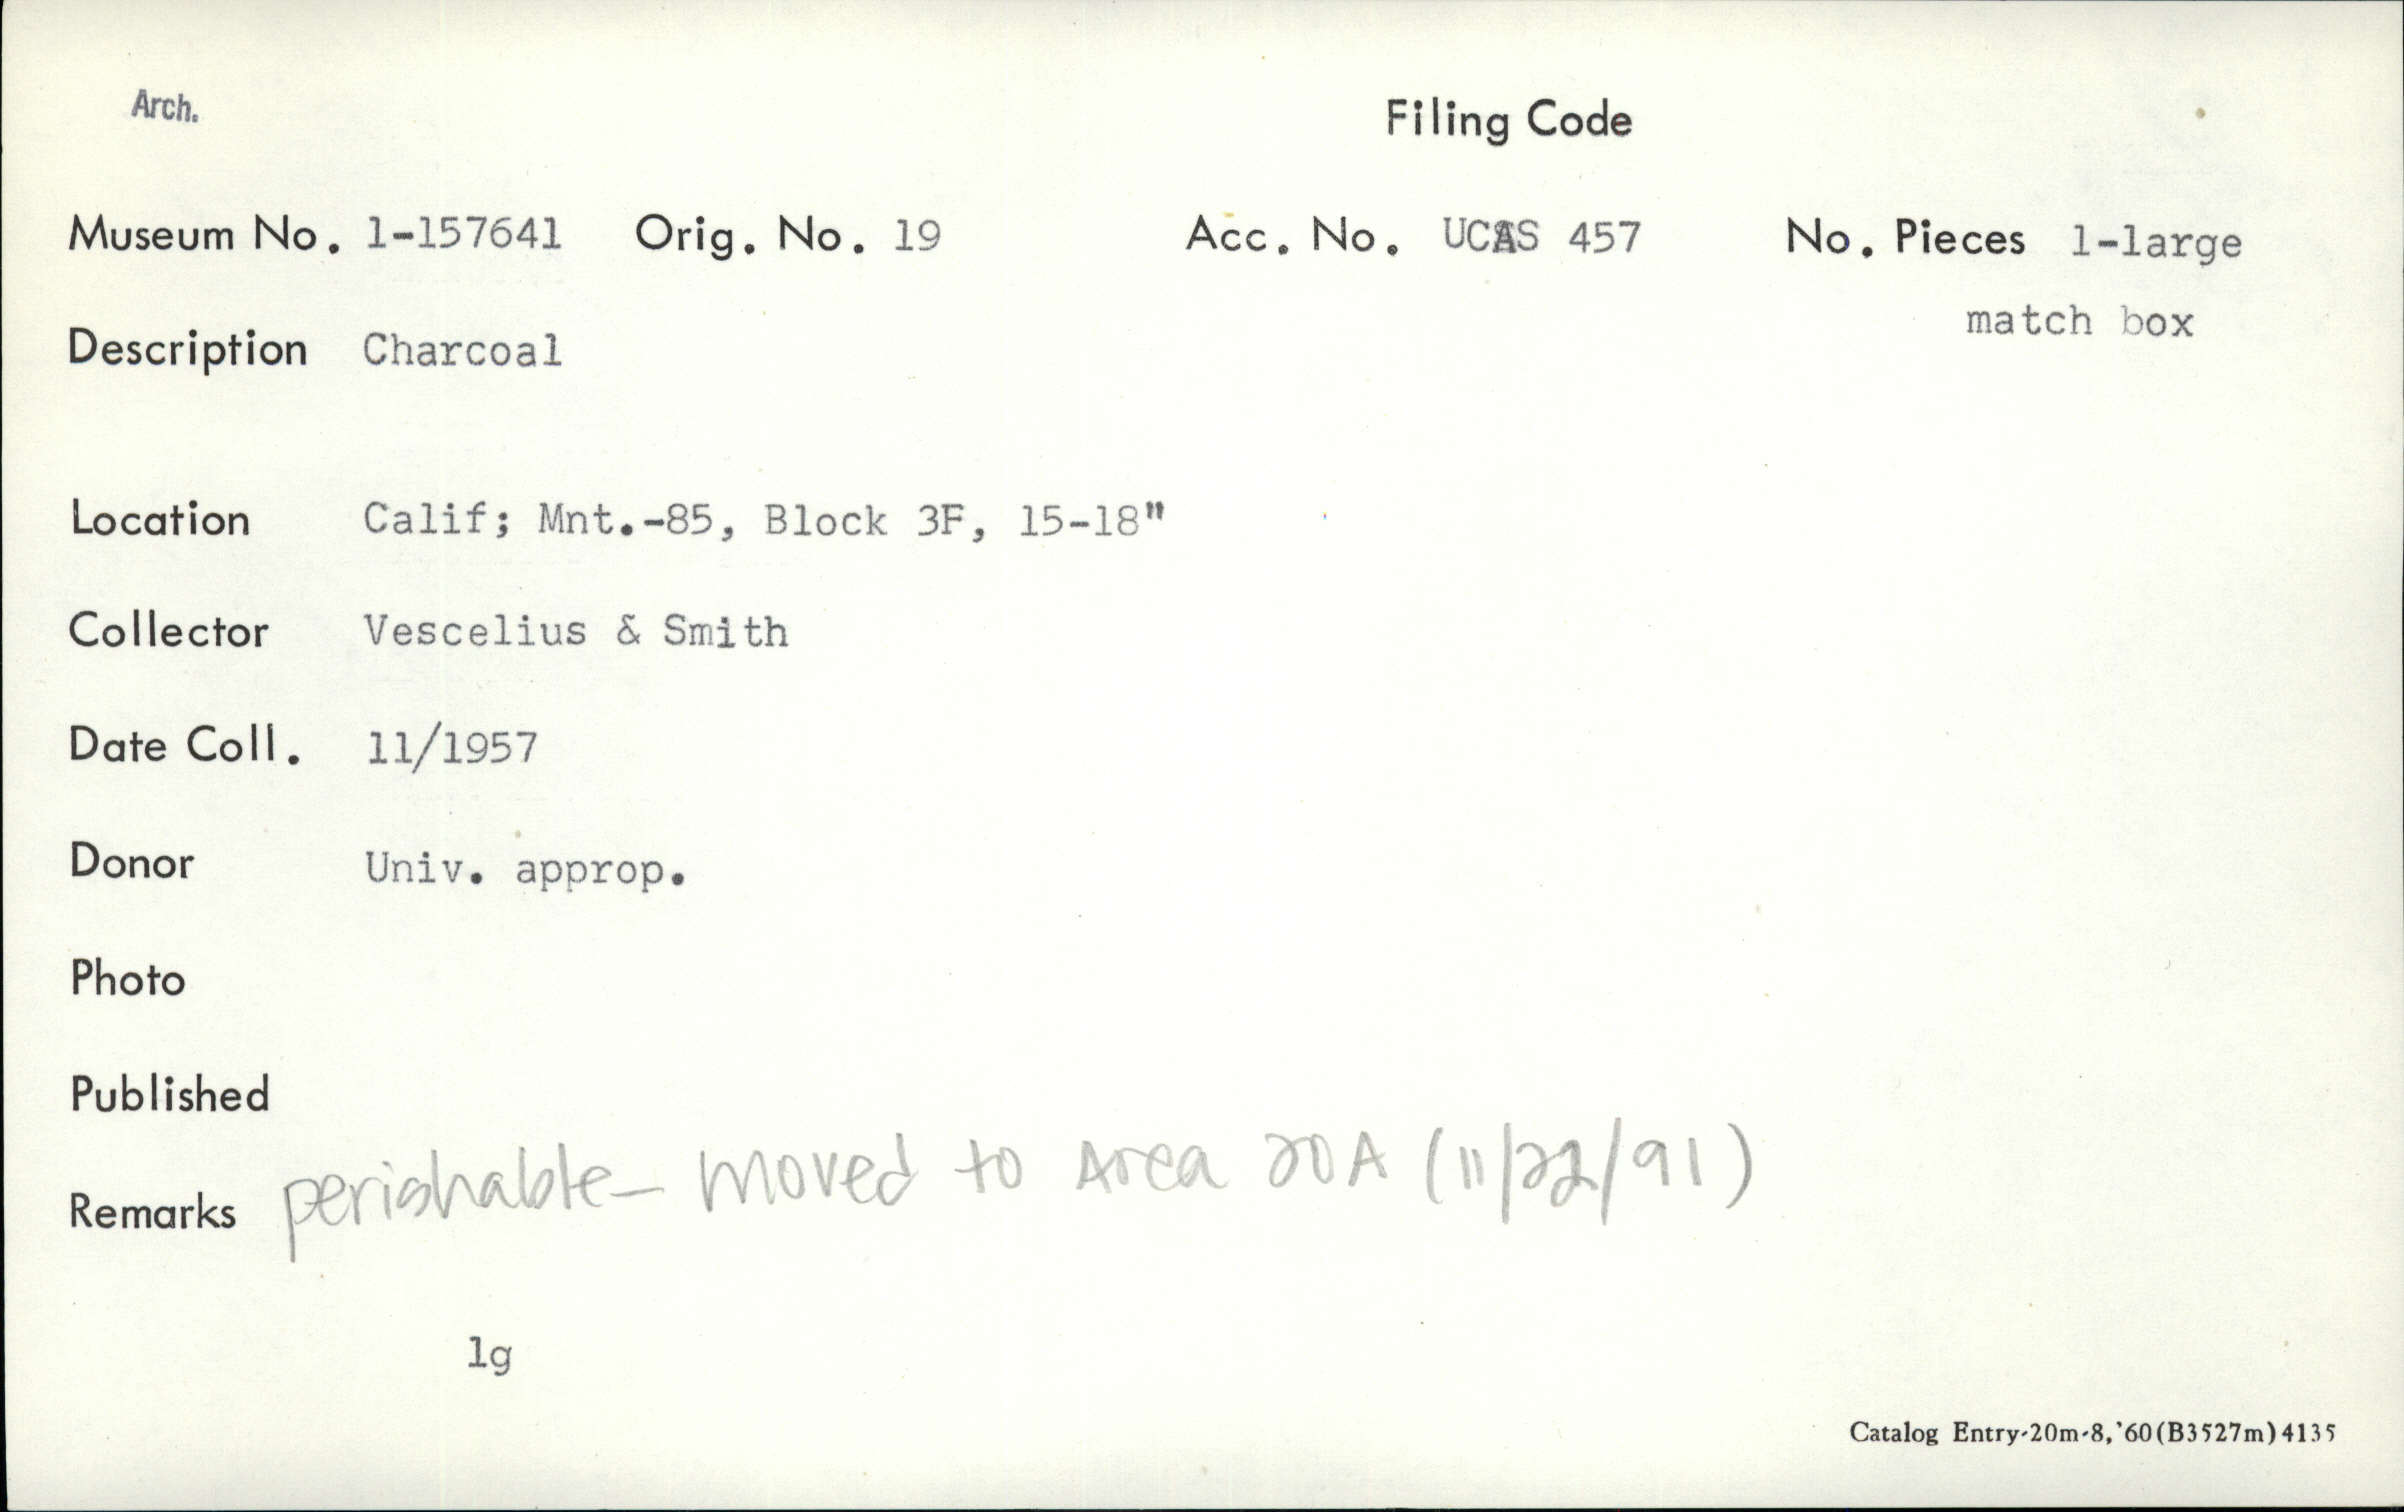 Arch.
Filing Code
Museum No. 1-157641 Orig. No. 19 Acc. No. UCAS 457 No. Pieces 1-large
match box
Description Charcoal
Location Calif; Mnt.-85, Block 3F, 15-18"
Collector Vescelius & Smith
Date Coll. 11/1957
Donor Univ. approp.
Photo
Published
Remarks perishable - moved to Area 20A (11/22/91)
lg
Catalog Entry-20m-8,'60(B3527m)4135